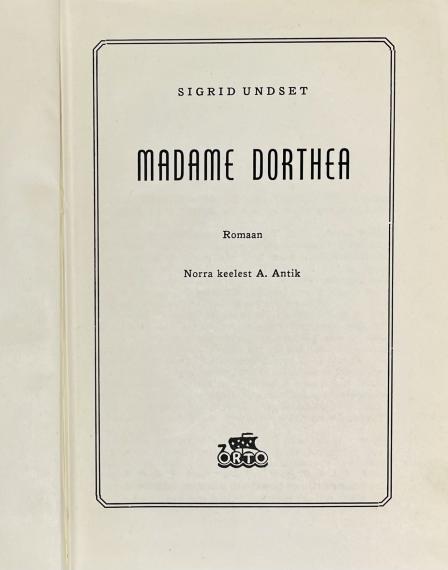 SIGRID UNDSET
MADAME DORTHEA
Romaan
Norra keelest A. Antik
ORTO